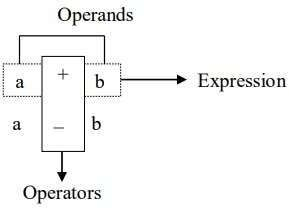 Operands
a + b Expression
a – b
Operators